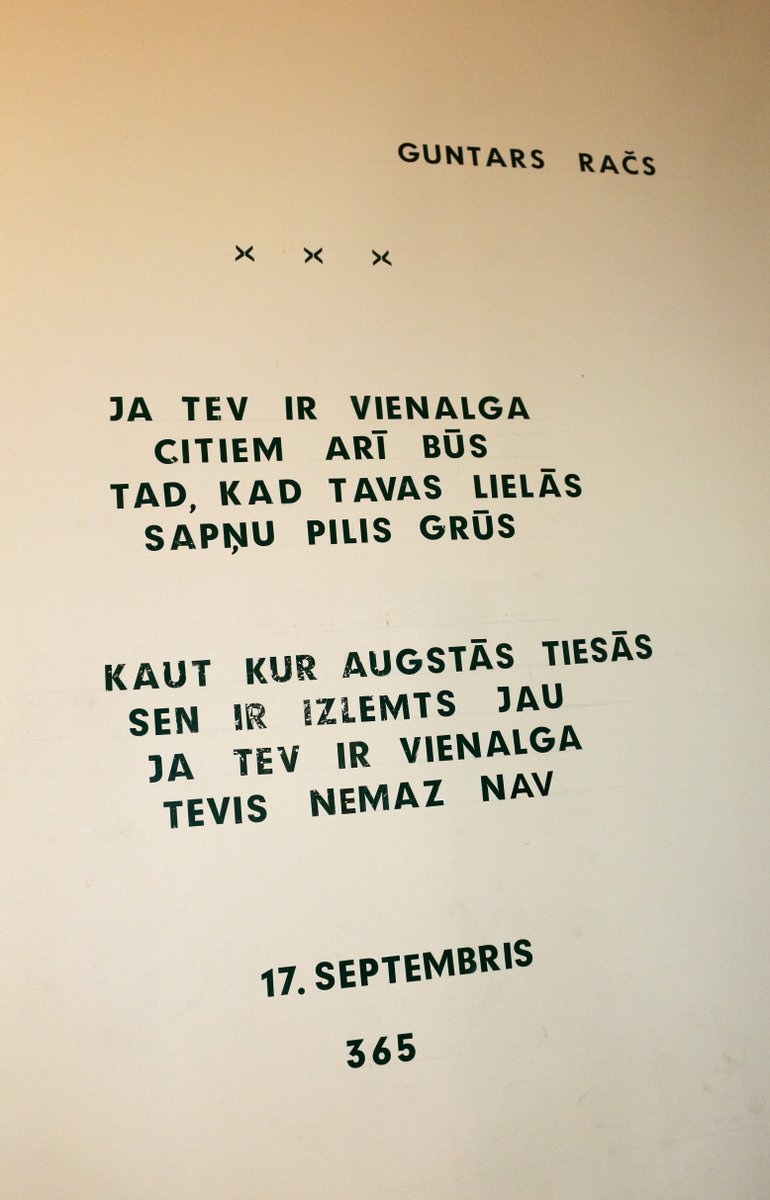 GUNTARS RAČS
× × ×
JA TEV IR VIENALGA
CITIEM ARĪ BŪS
TAD, KAD TAVAS LIELĀS
SAPŅU PILIS GRŪS
KAUT KUR AUGSTĀS TIESĀS
SEN IR IZLEMTS JAU
JA TEV IR VIENALGA
TEVIS NEMAZ NAV
17. SEPTEMBRIS
365